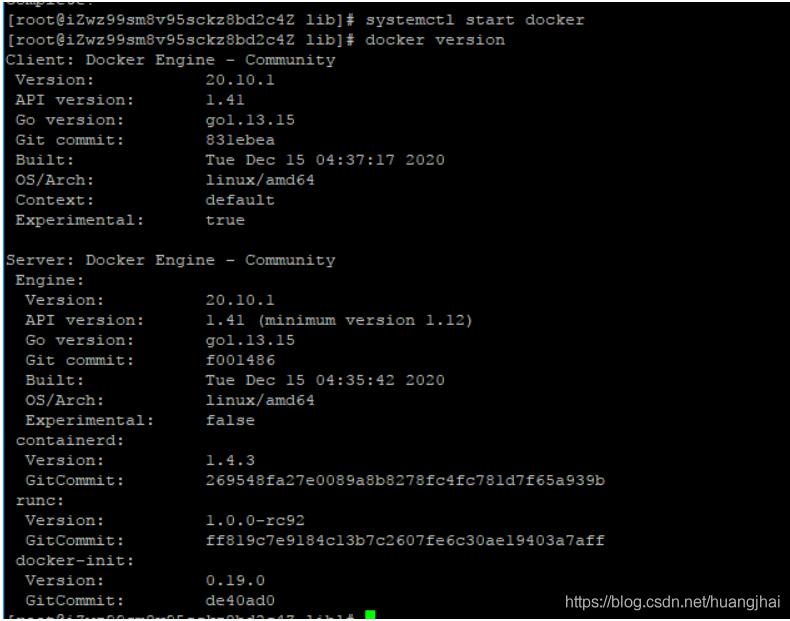 Complete!
[root@iZwz99sm8v95sckz8bd2c4Z lib]# systemctl start docker
[root@iZwz99sm8v95sckz8bd2c4Z lib]# docker version
Client: Docker Engine - Community
Version: 20.10.1
API version: 1.41
Go version: go1.13.15
Git commit: 831ebea
Built: Tue Dec 15 04:37:17 2020
OS/Arch: linux/amd64
Context: default
Experimental: true
Server: Docker Engine - Community
Engine:
Version: 20.10.1
API version: 1.41 (minimum version 1.12)
Go version: go1.13.15
Git commit: f001486
Built: Tue Dec 15 04:35:42 2020
OS/Arch: linux/amd64
Experimental: false
containerd:
Version: 1.4.3
GitCommit: 269548fa27e0089a8b8278fc4fc781d7f65a939b
runc:
Version: 1.0.0-rc92
GitCommit: ff819c7e9184c13b7c2607fe6c30ae19403a7aff
docker-init:
Version: 0.19.0
GitCommit: de40ad0
https://blog.csdn.net/huangjhai
[root@iZwz99sm8v95sckz8bd2c4Z lib]#